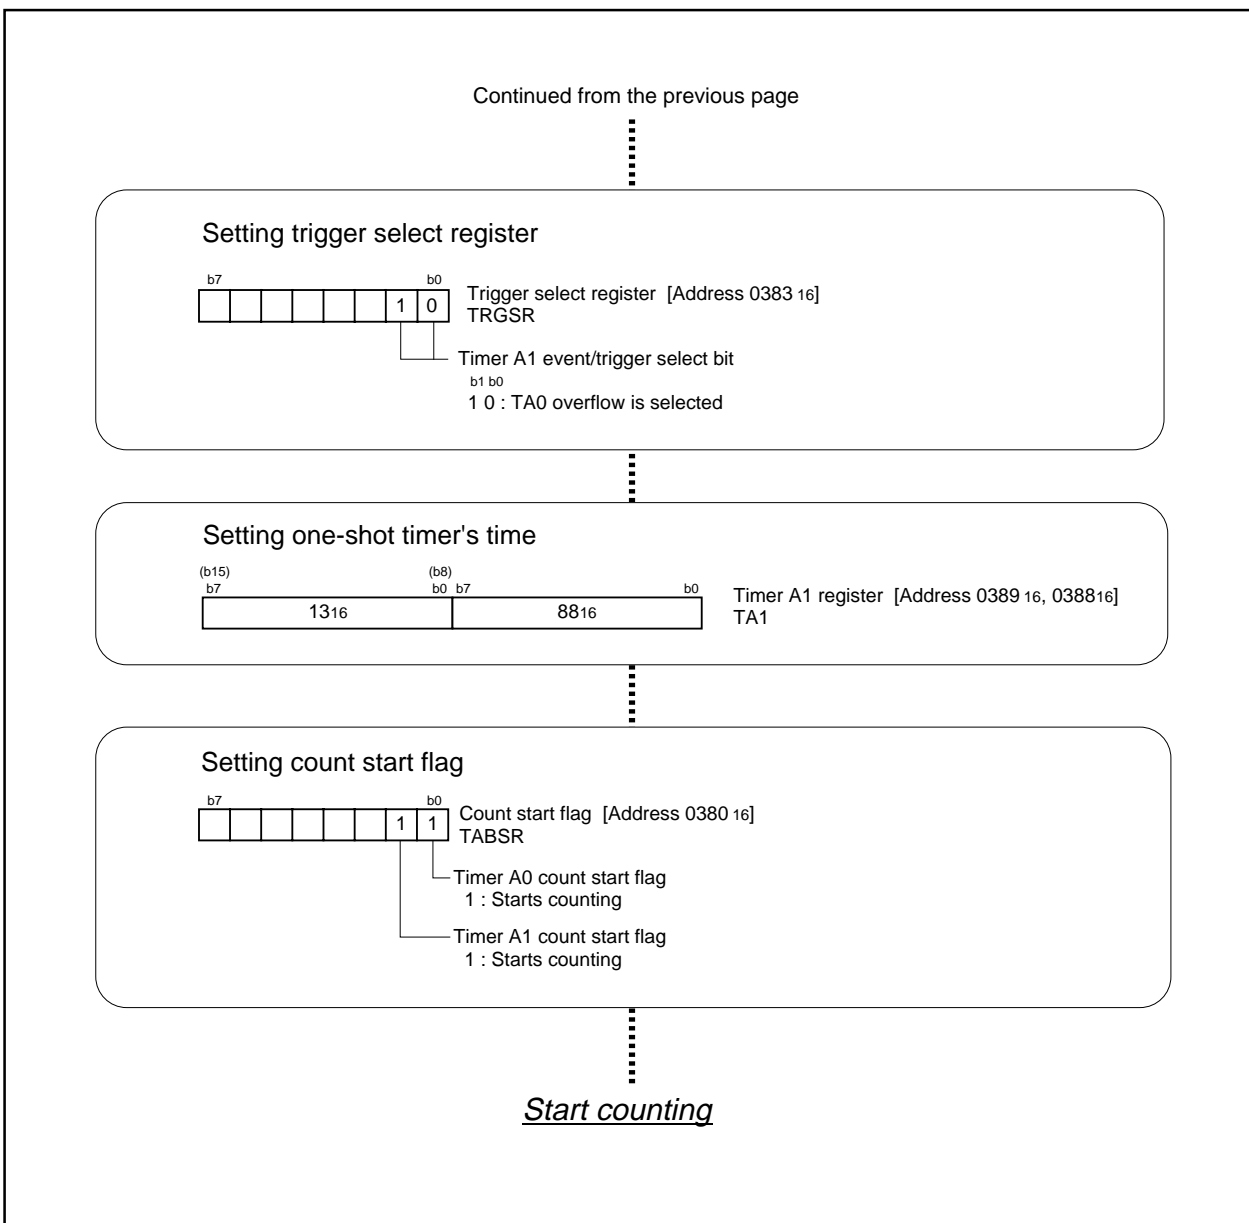 Continued from the previous page
Setting trigger select register
b7 b0
1 0
Trigger select register [Address 0383 16]
TRGSR
Timer A1 event/trigger select bit
b1 b0
1 0 : TA0 overflow is selected
Setting one-shot timer's time
(b15) (b8)
b7 b0 b7 b0
1316 8816
Timer A1 register [Address 0389 16, 038816]
TA1
Setting count start flag
b7 b0
1 1
Count start flag [Address 0380 16]
TABSR
Timer A0 count start flag
1 : Starts counting
Timer A1 count start flag
1 : Starts counting
Start counting